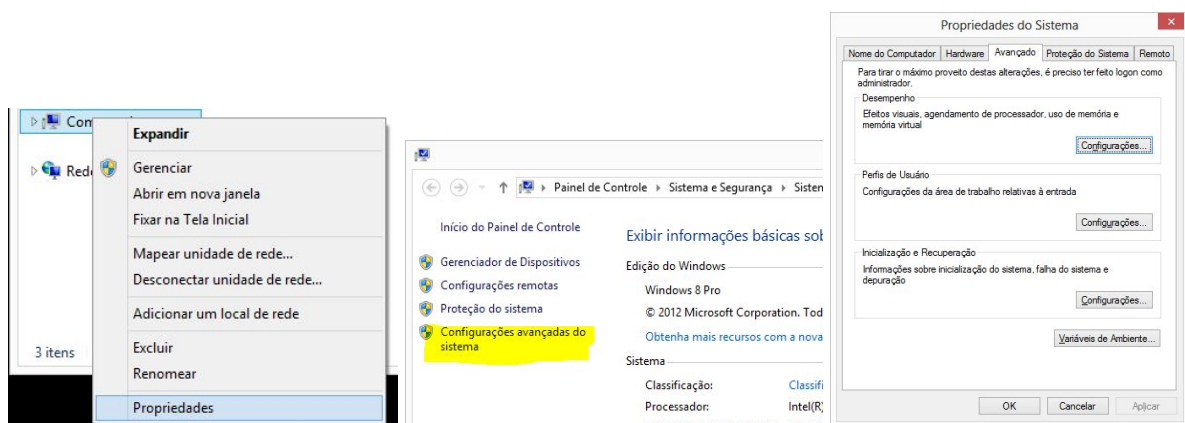 Expandir
Gerenciar
Abrir em nova janela
Fixar na Tela Inicial
Mapear unidade de rede...
Desconectar unidade de rede...
Adicionar um local de rede
Excluir
Renomear
Propriedades
3 itens
Painel de Controle Sistema e Segurança
Início do Painel de Controle
Gerenciador de Dispositivos
Configurações remotas
Proteção do sistema
Configurações avançadas do
sistema
Exibir informações básicas
Edição do Windows
Windows 8 Pro
© 2012 Microsoft
Obtenha mais recursos com a nova
Sistema
Classificação:
Processador: Intel(R)
Propriedades do Sistema
Nome do Computador Hardware Avançado Proteção do Sistema Remoto
Para tirar o máximo proveito destas alterações, é preciso ter feito logon como
administrador.
Desempenho
Efeitos visuais, agendamento de processador, uso de memória e
memória virtual
Configurações...
Perfis de Usuário
Configurações da área de trabalho relativas à entrada
Configurações...
Inicialização e Recuperação
Informações sobre inicialização do sistema, falha do sistema e
depuração
Configurações...
Variáveis de Ambiente...
OK Cancelar Aplicar